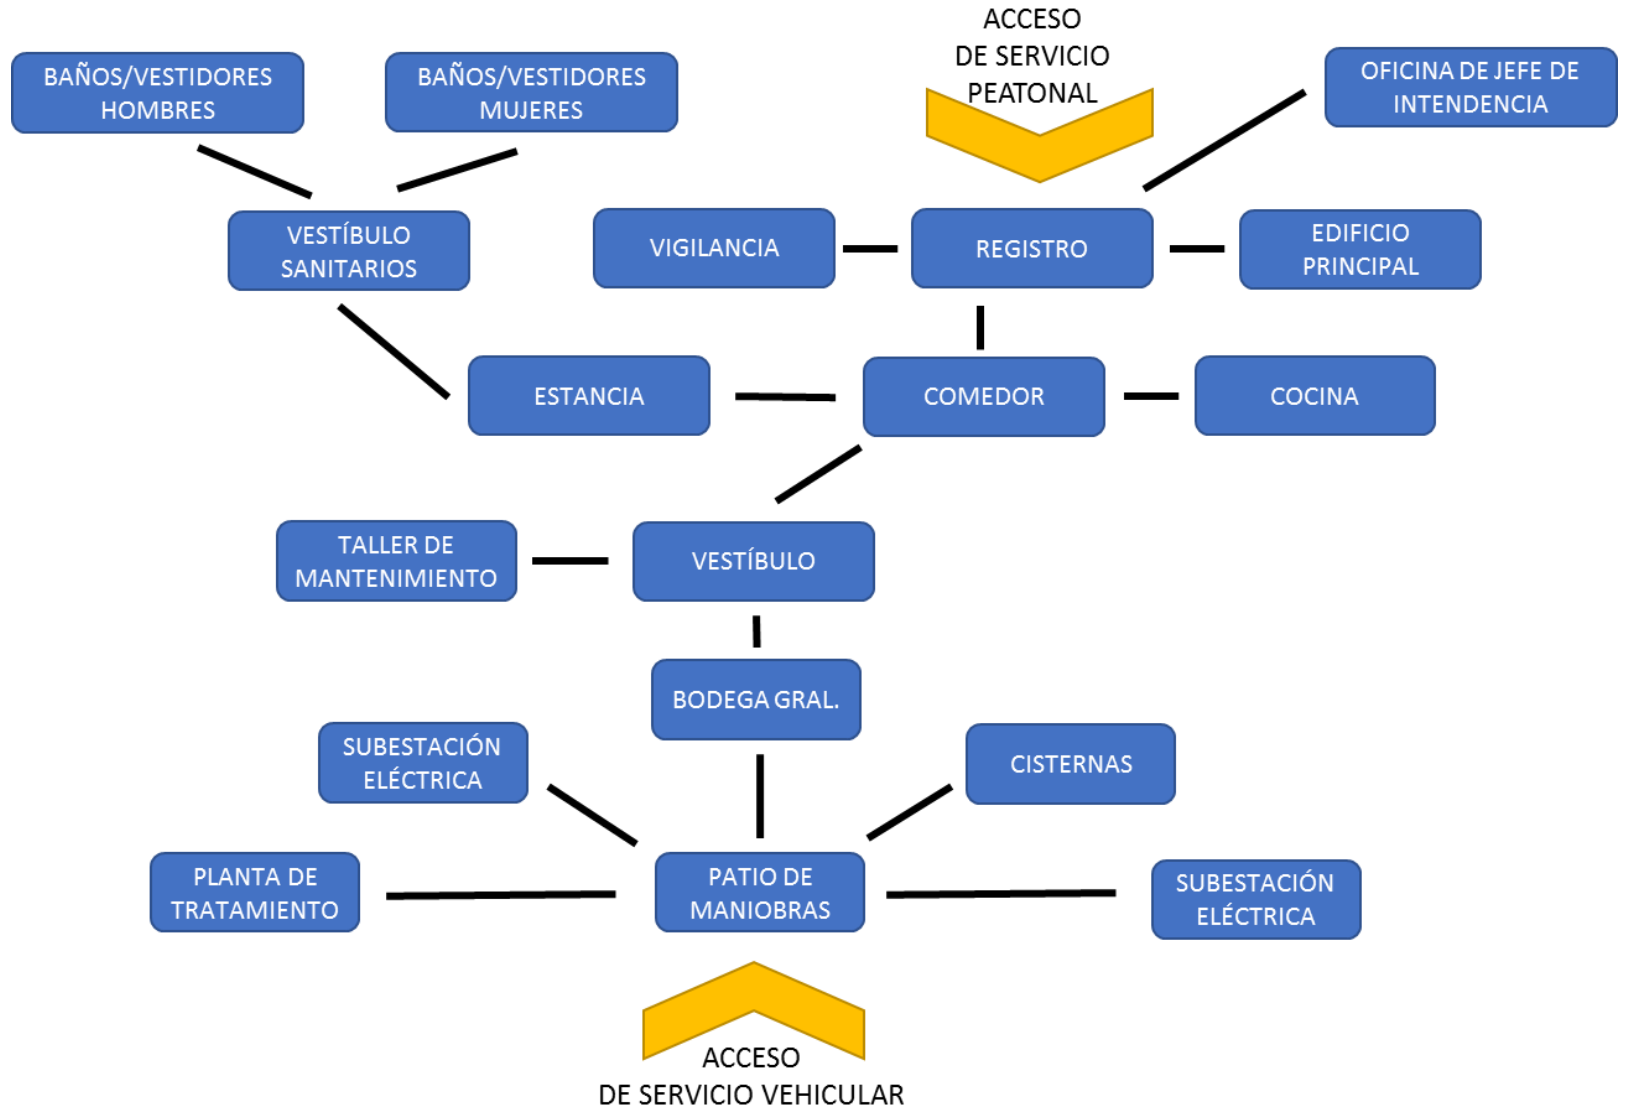 ACCESO
DE SERVICIO
PEATONAL
BAÑOS/VESTIDORES
HOMBRES
BAÑOS/VESTIDORES
MUJERES
OFICINA DE JEFE DE
INTENDENCIA
VESTÍBULO
SANITARIOS
VIGILANCIA
REGISTRO
EDIFICIO
PRINCIPAL
ESTANCIA
COMEDOR
COCINA
TALLER DE
MANTENIMIENTO
VESTÍBULO
BODEGA GRAL.
SUBESTACIÓN
ELÉCTRICA
CISTERNAS
PLANTA DE
TRATAMIENTO
PATIO DE
MANIOBRAS
SUBESTACIÓN
ELÉCTRICA
ACCESO
DE SERVICIO VEHICULAR